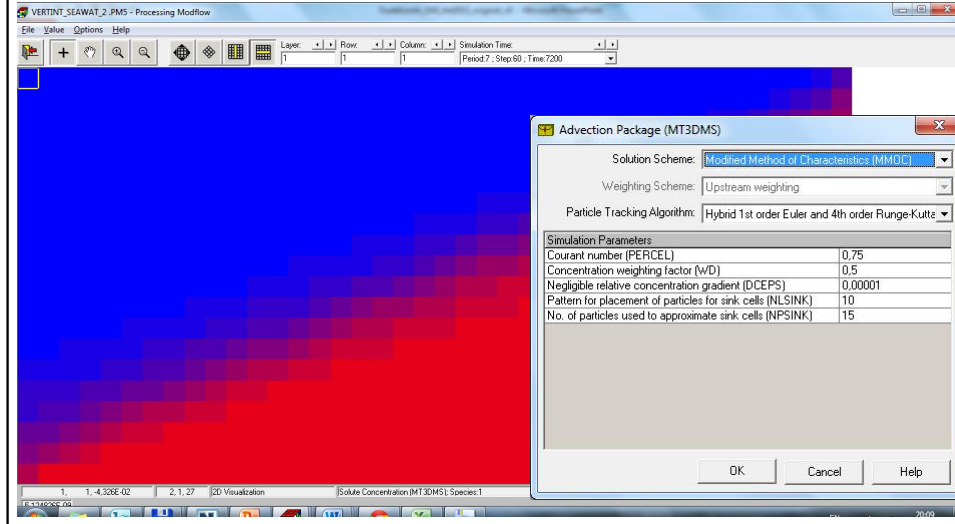 VERTINT_SEAWAT_2 .PM5 - Processing Modflow
File Value Options Help
Layer: Row: Column: Simulation Time:
1 1 1 Period:7 ; Step:60 ; Time:7200
Advection Package (MT3DMS)
Solution Scheme: Modified Method of Characteristics (MMOC)
Weighting Scheme: Upstream weighting
Particle Tracking Algorithm: Hybrid 1st order Euler and 4th order Runge-Kutta
Simulation Parameters
Courant number (PERCEL) 0,75
Concentration weighting factor (WD) 0,5
Negligible relative concentration gradient (DCEPS) 0,00001
Pattern for placement of particles for sink cells (NLSINK) 10
No. of particles used to approximate sink cells (NPSINK) 15
OK Cancel Help
1, 1, -4,326E-02 2, 1, 27 2D Visualization Solute Concentration (MT3DMS); Species:1
20:09